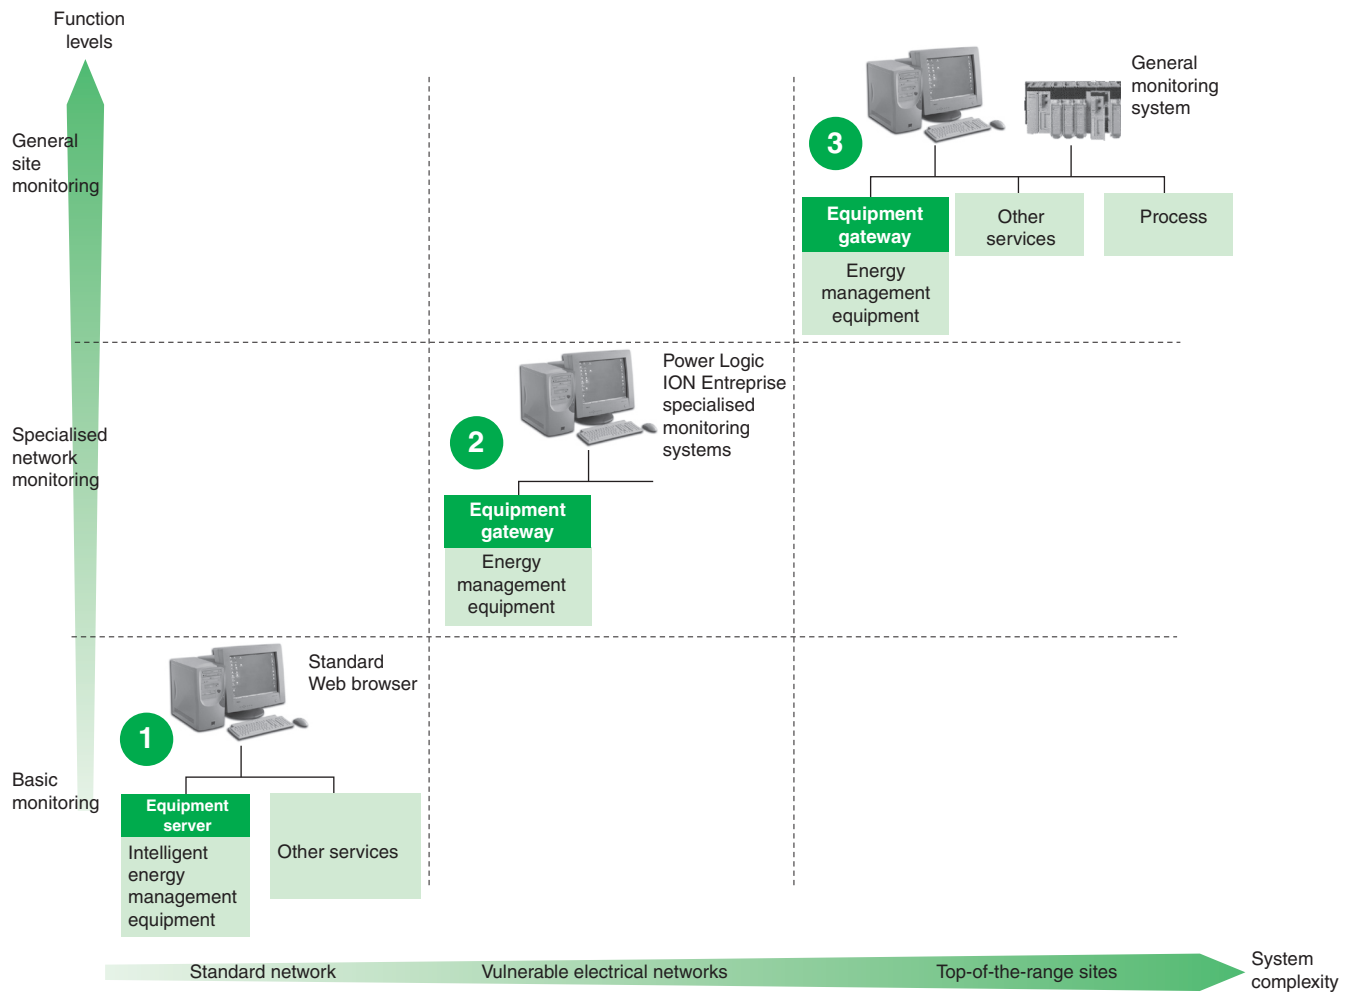 Function
levels
General
site
monitoring
3
General
monitoring
system
Equipment
gateway
Energy
management
equipment
Other
services
Process
Specialised
network
monitoring
2
Power Logic
ION Entreprise
specialised
monitoring
systems
Equipment
gateway
Energy
management
equipment
Basic
monitoring
1
Standard
Web browser
Equipment
server
Intelligent
energy
management
equipment
Other services
Standard network
Vulnerable electrical networks
Top-of-the-range sites
System
complexity